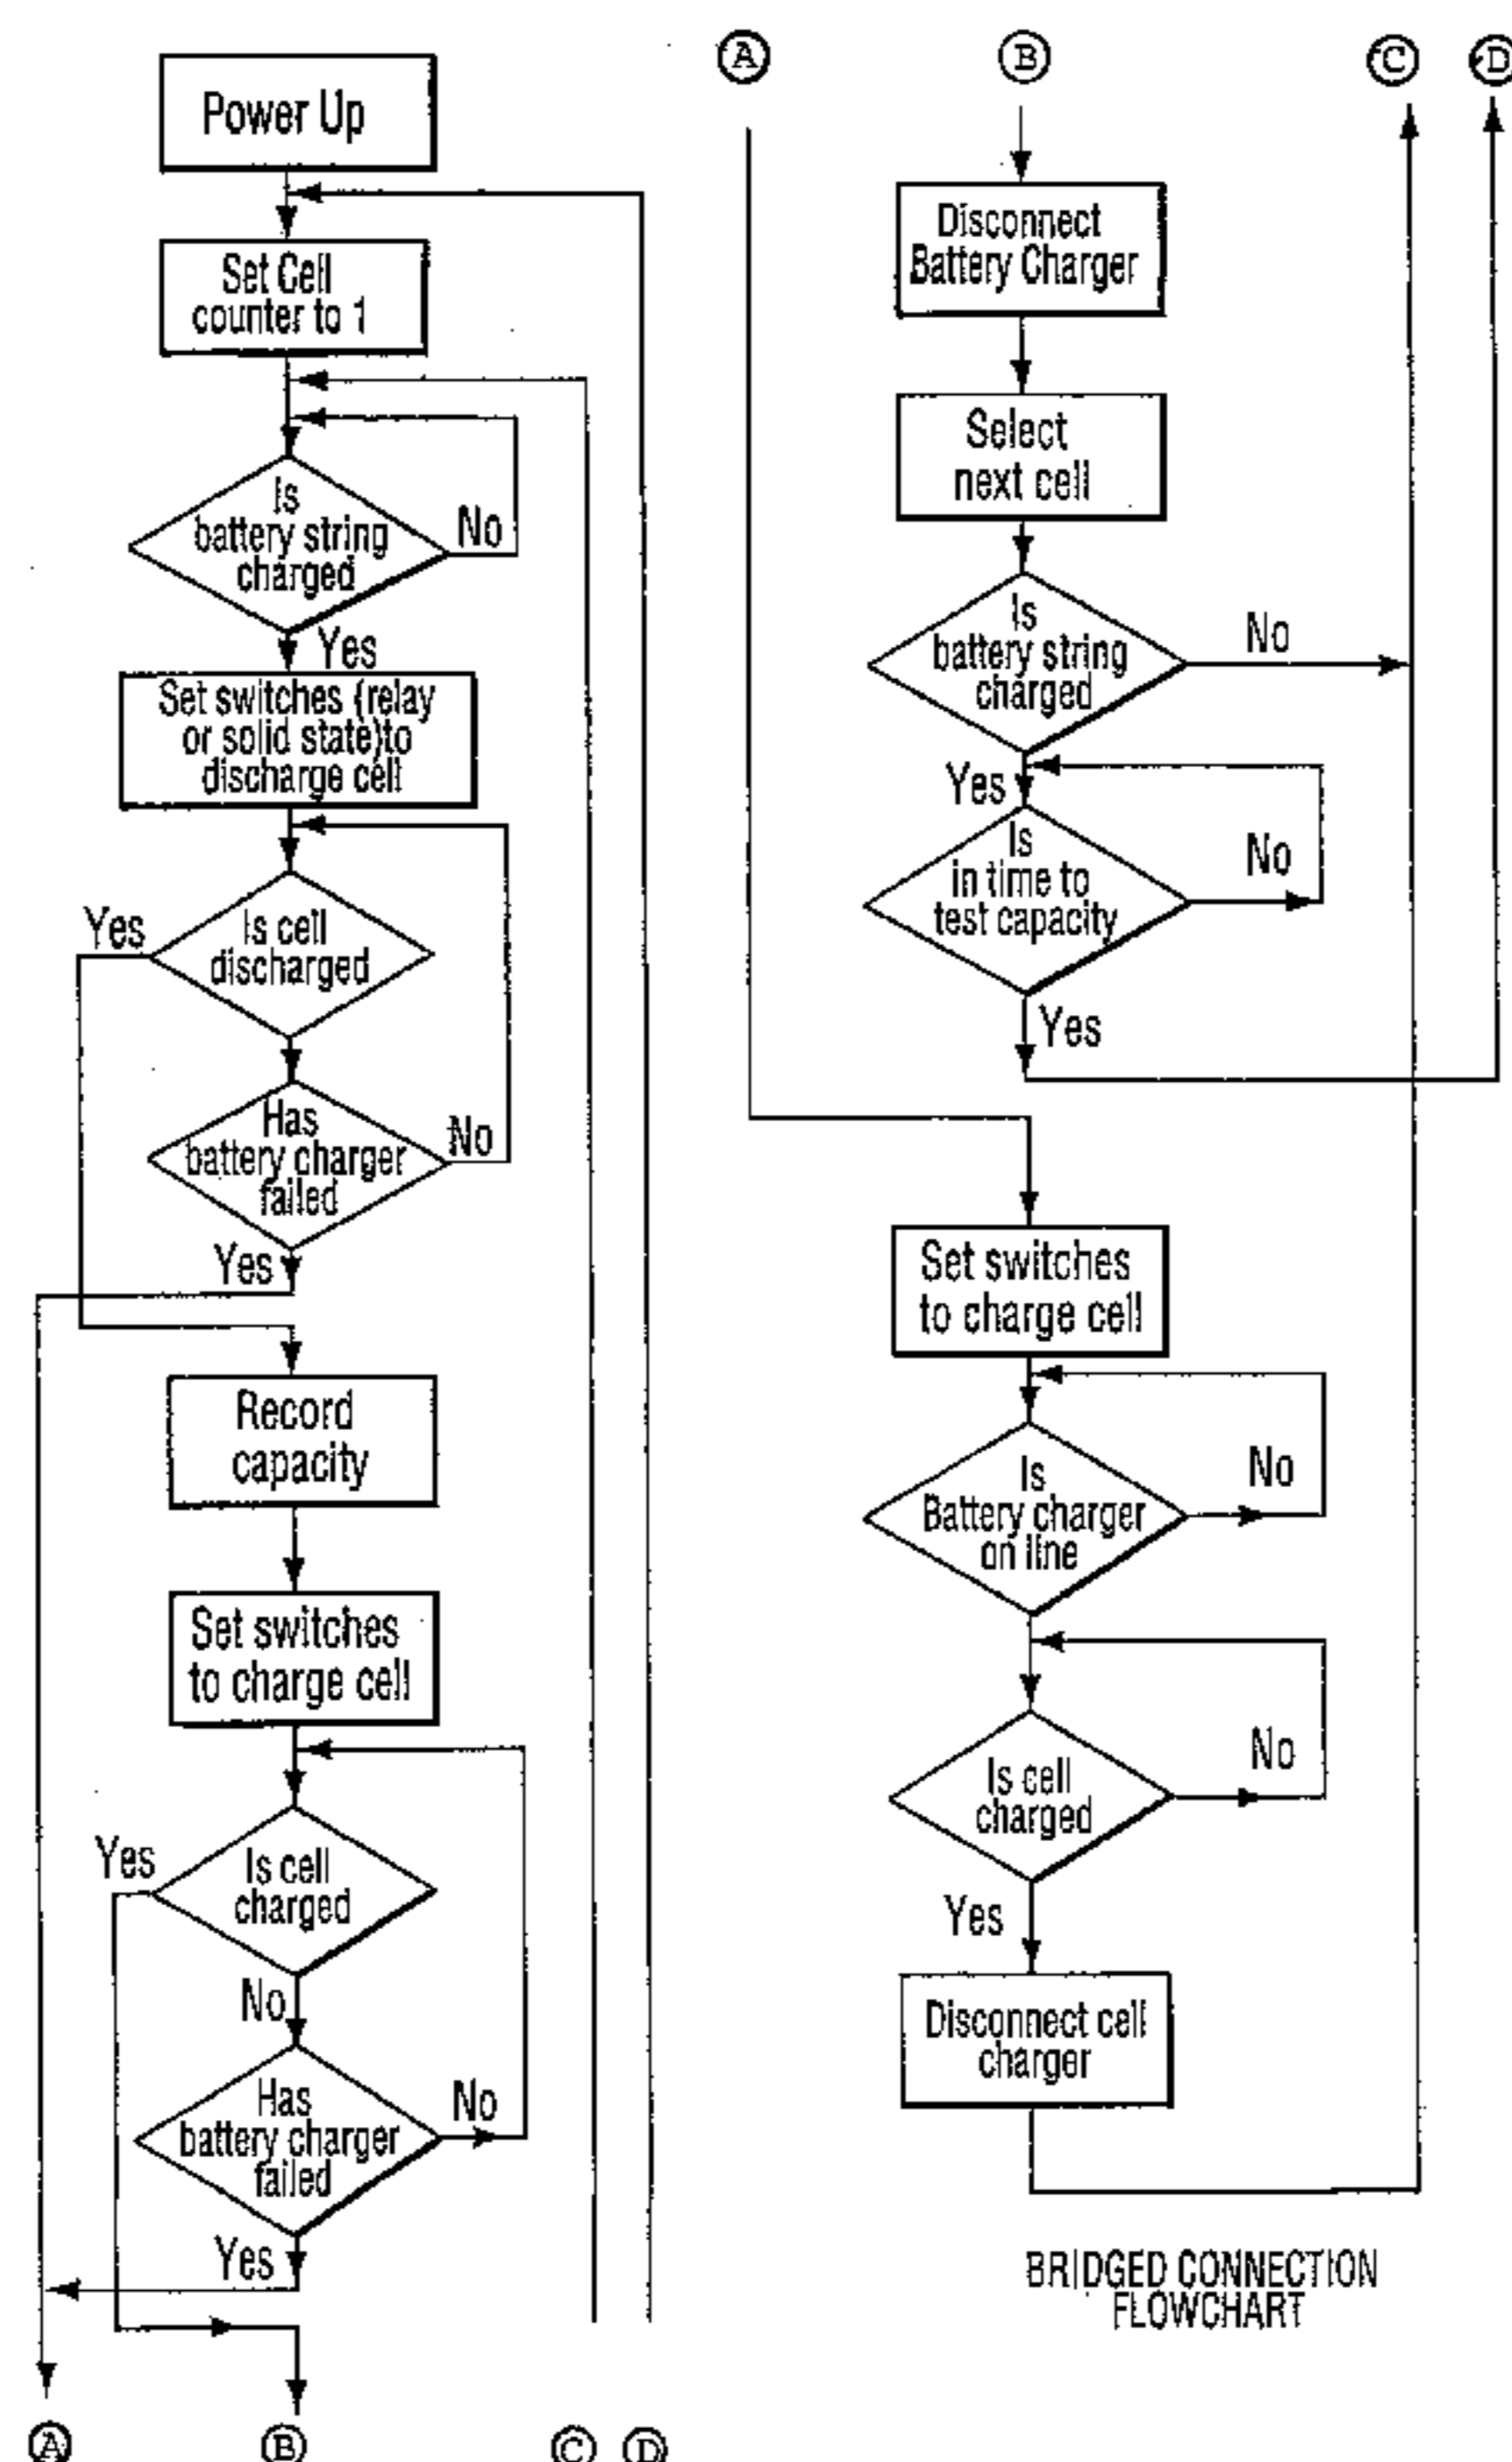 Power Up
Set Cell
counter to 1
Is
battery string
charged
No
Yes
Set switches (relay
or solid state)to
discharge cell
Yes
Is cell
discharged
Has
battery charger
failed
No
Yes
Record
capacity
Set switches
to charge cell
Yes
Is cell
charged
No
Has
battery charger
failed
No
Yes
A
B
C
D
A
B
C
D
Disconnect
Battery Charger
Select
next cell
Is
battery string
charged
No
Yes
Is
in time to
test capacity
No
Yes
Set switches
to charge cell
Is
Battery charger
on line
No
Is cell
charged
No
Yes
Disconnect cell
charger
BRIDGED CONNECTION
FLOWCHART